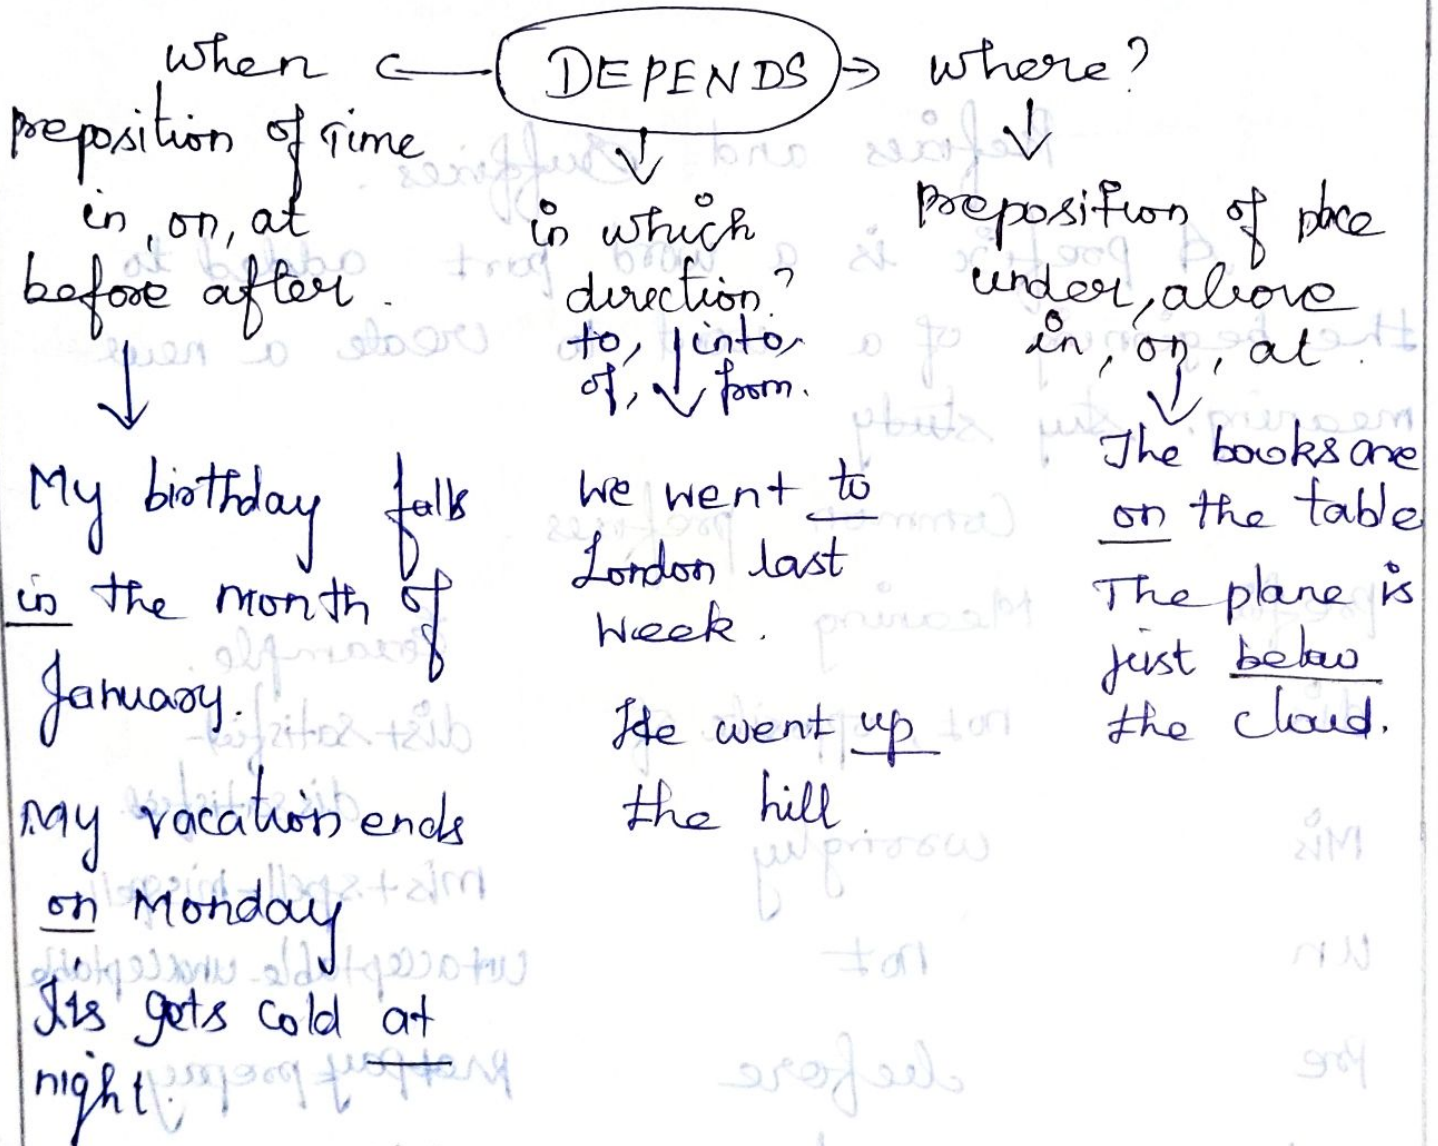 DEPENDS
when
preposition of Time
in, on, at
before after.
My birthday falls
in the month of
January.
My vacation ends
on Monday
Its gets cold at
night.
in which
direction?
to, into,
of, from.
We went to
London last
week.
He went up
the hill
where?
preposition of place
under, above
in, on, at.
The books are
on the table
The plane is
just below
the cloud.